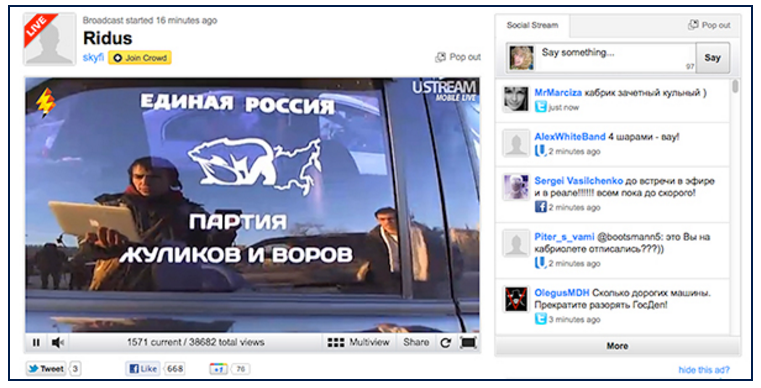 LIVE
Broadcast started 16 minutes ago
Ridus
skyfi Join Crowd
Pop out
USTREAM
MOBILE LIVE
ЕДИНАЯ РОССИЯ
ПАРТИЯ
ЖУЛИКОВ И ВОРОВ
1571 current / 38682 total views
Multiview
Share
Tweet 3
Like 668
+1 76
Social Stream
Pop out
Say something...
97
Say
MrMarciza кабрик зачетный кульный )
just now
AlexWhiteBand 4 шарами - вау!
2 minutes ago
Sergei Vasilchenko до встречи в эфире
и в реале!!!!!!! всем пока до скорого!
2 minutes ago
Piter_s_vami @bootsmann5: это Вы на
кабриолете отписались???))
2 minutes ago
OlegusMDH Сколько дорогих машины.
Прекратите разорять ГосДеп!
3 minutes ago
More
hide this ad?